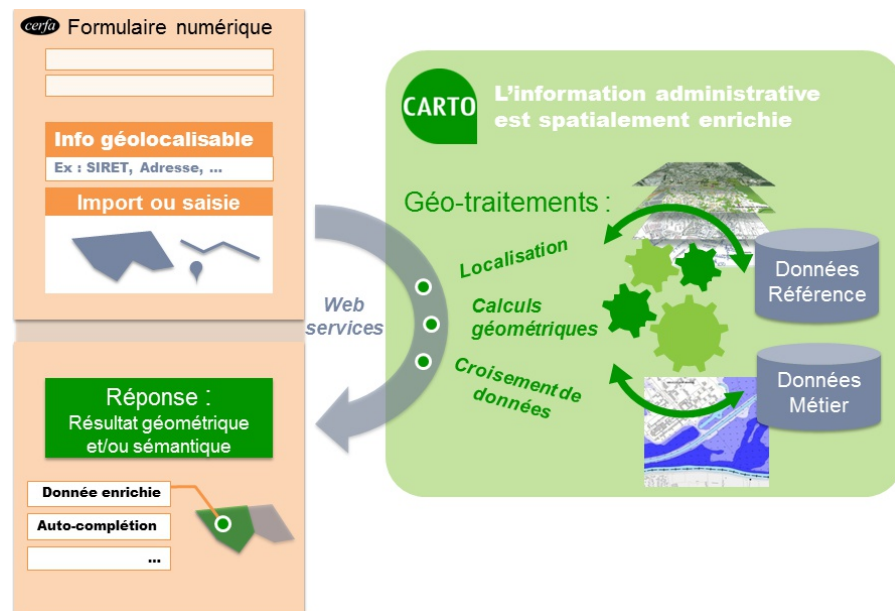 cerfa Formulaire numérique
Info géolocalisable
Ex : SIRET, Adresse, ...
Import ou saisie
Web
services
Réponse :
Résultat géométrique
et/ou sémantique
Donnée enrichie
Auto-complétion
...
CARTO
L'information administrative
est spatialement enrichie
Géo-traitements :
Localisation
Calculs
géométriques
Croisement de
données
Données
Référence
Données
Métier